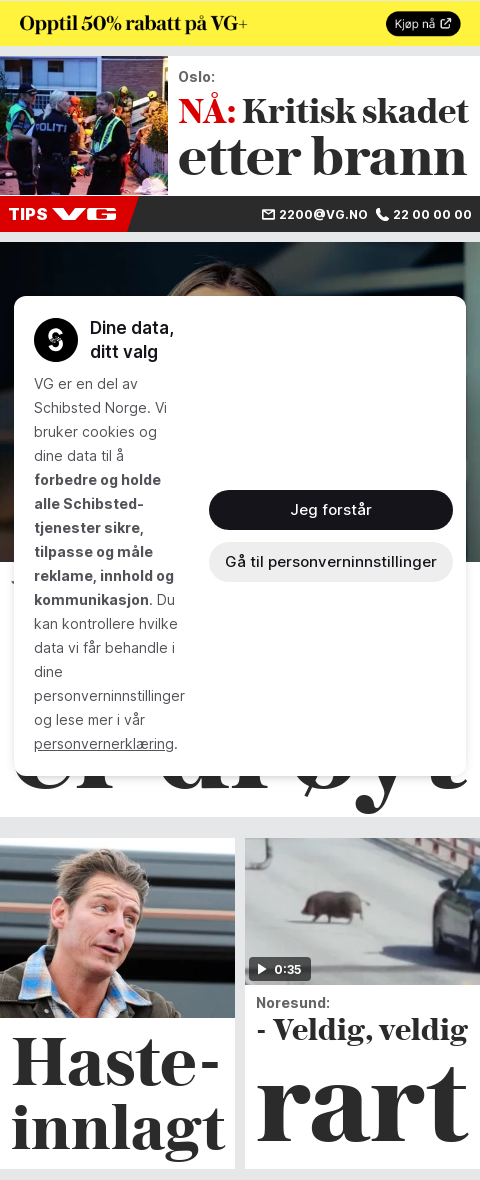 Opptil 50% rabatt på VG+
Kjøp nå
POLITI
Oslo:
NÅ: Kritisk skadet
etter brann
TIPS VG
2200@VG.NO 22 00 00 00
Dine data,
ditt valg
VG er en del av
Schibsted Norge. Vi
bruker cookies og
dine data til å
forbedre og holde
alle Schibsted-
tjenester sikre,
tilpasse og måle
reklame, innhold og
kommunikasjon. Du
kan kontrollere hvilke
data vi får behandle i
dine
personverninnstillinger
og lese mer i vår
personvernerklæring.
Jeg forstår
Gå til personverninnstillinger
er drøyt
0:35
Haste-
innlagt
Noresund:
- Veldig, veldig
rart